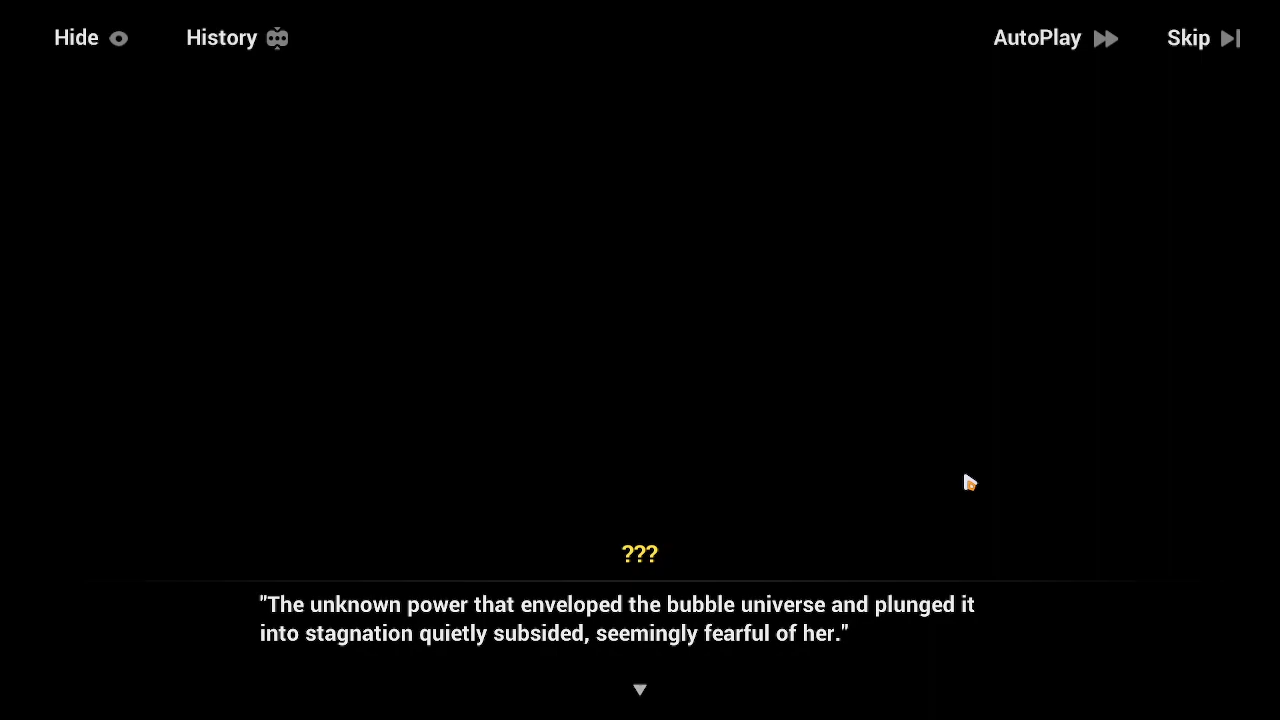 Hide
History
AutoPlay
Skip
???
"The unknown power that enveloped the bubble universe and plunged it
into stagnation quietly subsided, seemingly fearful of her."